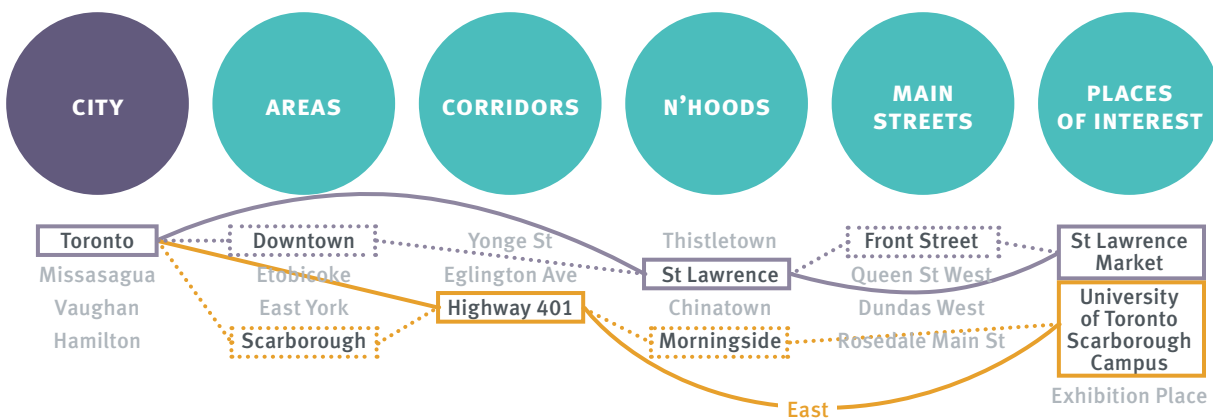 CITY
AREAS
CORRIDORS
N'HOODS
MAIN
STREETS
PLACES
OF INTEREST
Toronto
Missasagua
Vaughan
Hamilton
Downtown
Etobicoke
East York
Scarborough
Yonge St
Eglington Ave
Highway 401
Thistletown
St Lawrence
Chinatown
Morningside
Front Street
Queen St West
Dundas West
Rosedale Main St
St Lawrence
Market
University
of Toronto
Scarborough
Campus
Exhibition Place
East